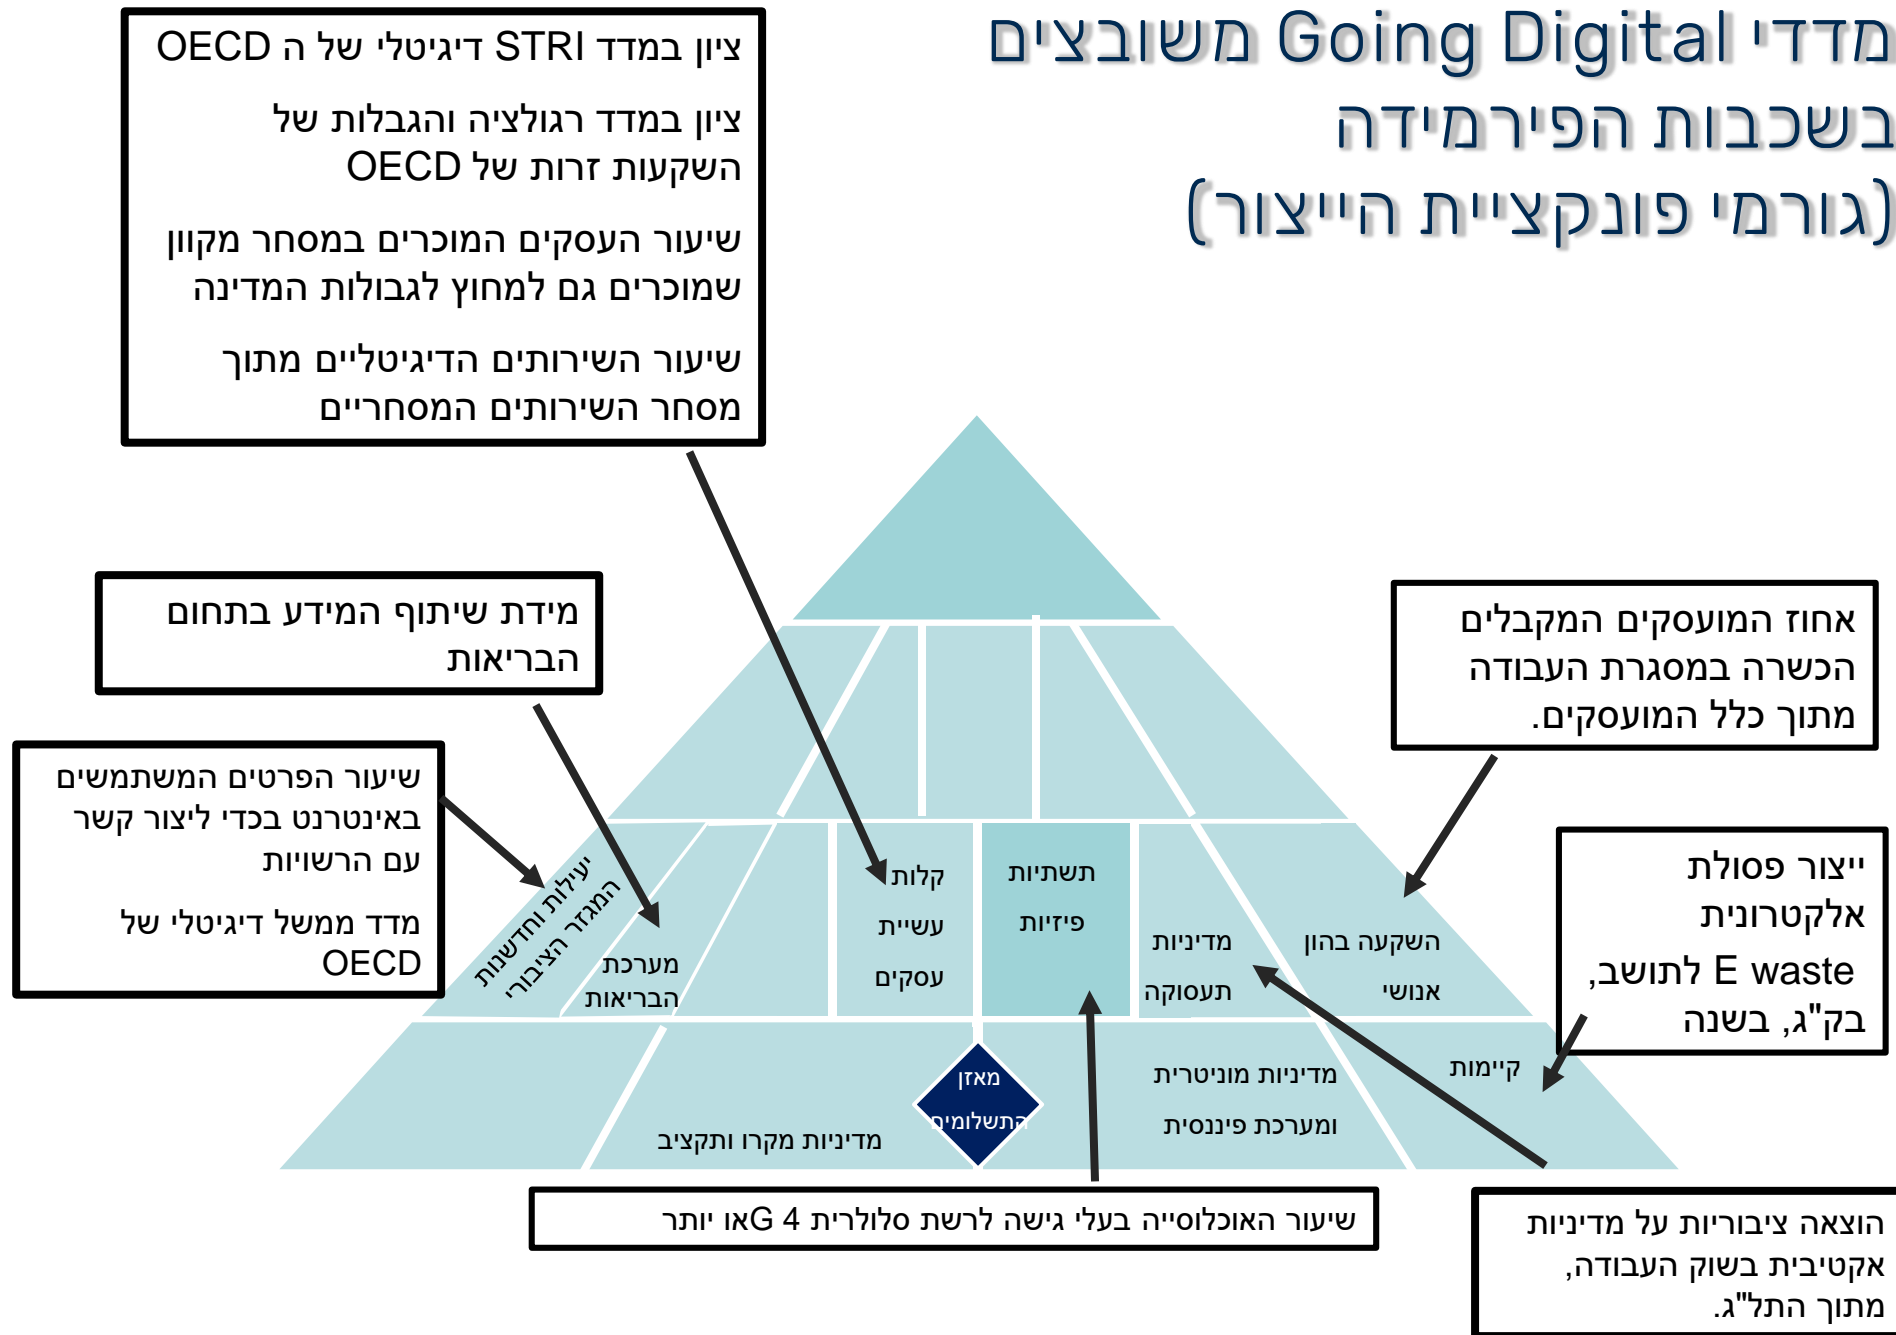 מדדי Going Digital משובצים
בשכבות הפירמידה
(גורמי פונקציית הייצור)
ציון במדד STRI דיגיטלי של ה OECD
ציון במדד רגולציה והגבלות של
השקעות זרות של OECD
שיעור העסקים המוכרים במסחר מקוון
שמוכרים גם למחוץ לגבולות המדינה
שיעור השירותים הדיגיטליים מתוך
מסחר השירותים המסחריים
מידת שיתוף המידע בתחום
הבריאות
אחוז המועסקים המקבלים
הכשרה במסגרת העבודה
מתוך כלל המועסקים.
שיעור הפרטים המשתמשים
באינטרנט בכדי ליצור קשר
עם הרשויות
מדד ממשל דיגיטלי של
OECD
ייצור פסולת
אלקטרונית
E waste לתושב,
בק"ג, בשנה
השקעה בהון
אנושי
מדיניות
תעסוקה
תשתיות
פיזיות
קלות
עשיית
עסקים
מערכת
הבריאות
יעילות וחדשנות
המגזר הציבורי
קיימות
מדיניות מוניטרית
ומערכת פיננסית
מאזן
התשלומים
מדיניות מקרו ותקציב
שיעור האוכלוסייה בעלי גישה לרשת סלולרית 4 Gאו יותר
הוצאה ציבוריות על מדיניות
אקטיבית בשוק העבודה,
מתוך התל"ג.